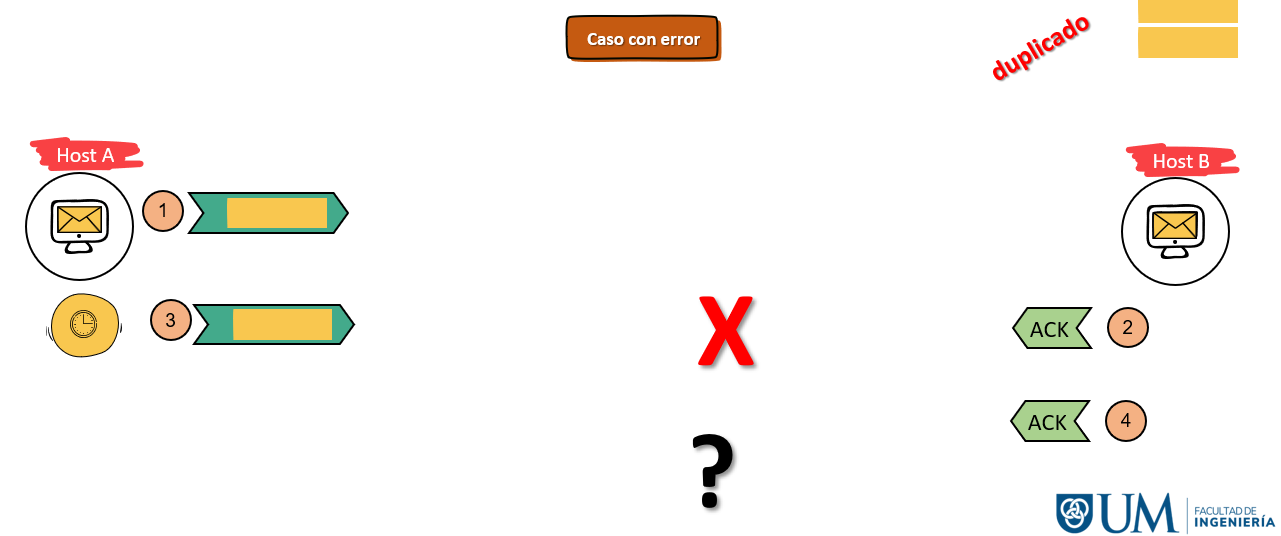 Caso con error
duplicado
Host A
Host B
1
3
X
ACK 2
?
ACK 4
UM FACULTAD DE
INGENIERÍA